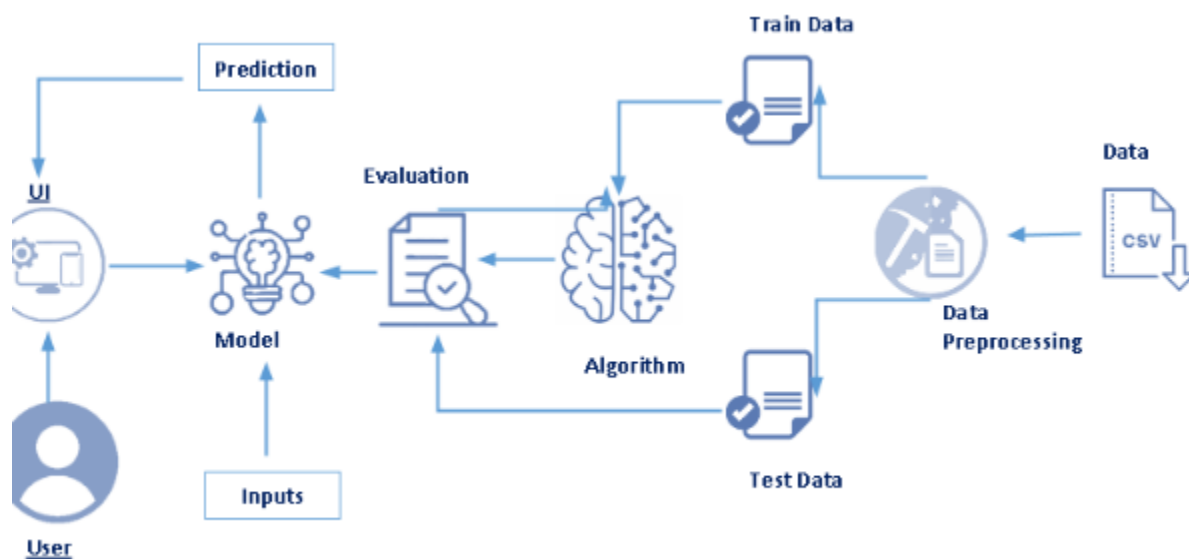 Train Data
Prediction
Data
Evaluation
UI
CSV
Model
Data
Preprocessing
Algorithm
Test Data
Inputs
User